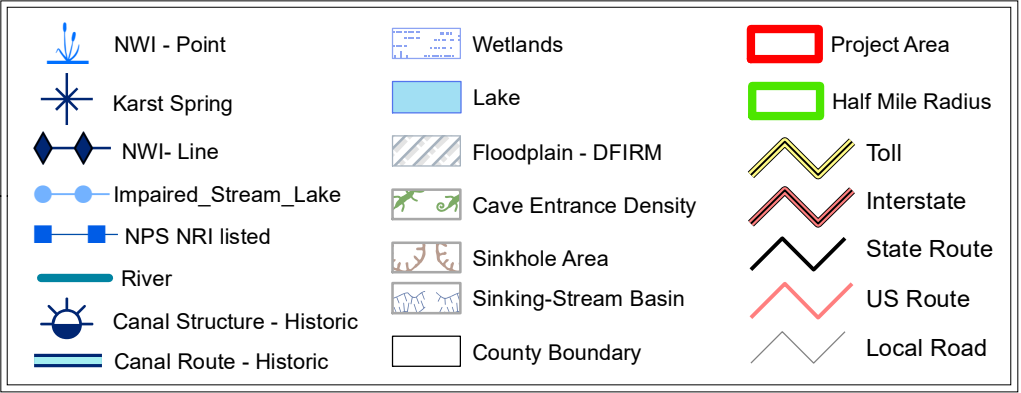 NWI - Point
Karst Spring
NWI- Line
Impaired_Stream_Lake
NPS NRI listed
River
Canal Structure - Historic
Canal Route - Historic
Wetlands
Lake
Floodplain - DFIRM
Cave Entrance Density
Sinkhole Area
Sinking-Stream Basin
County Boundary
Project Area
Half Mile Radius
Toll
Interstate
State Route
US Route
Local Road